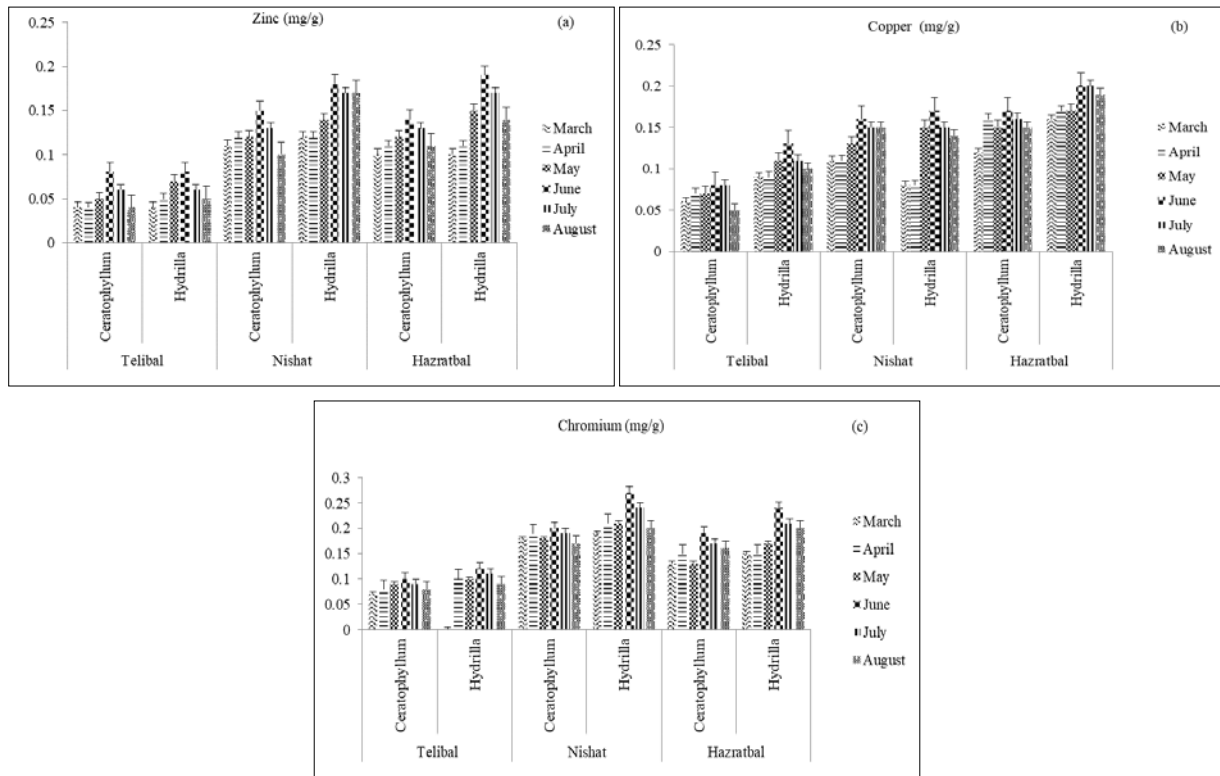 Zinc (mg/g)
(a)
0.25
0.2
0.15
0.1
0.05
0
March
April
May
June
July
August
Ceratophyllum
Hydrilla
Ceratophyllum
Hydrilla
Ceratophyllum
Hydrilla
Telibal
Nishat
Hazratbal
Copper (mg/g)
(b)
0.25
0.2
0.15
0.1
0.05
0
March
April
May
June
July
August
Ceratophyllum
Hydrilla
Ceratophyllum
Hydrilla
Ceratophyllum
Hydrilla
Telibal
Nishat
Hazratbal
Chromium (mg/g)
(c)
0.3
0.25
0.2
0.15
0.1
0.05
0
March
April
May
June
July
August
Ceratophyllum
Hydrilla
Ceratophyllum
Hydrilla
Ceratophyllum
Hydrilla
Telibal
Nishat
Hazratbal